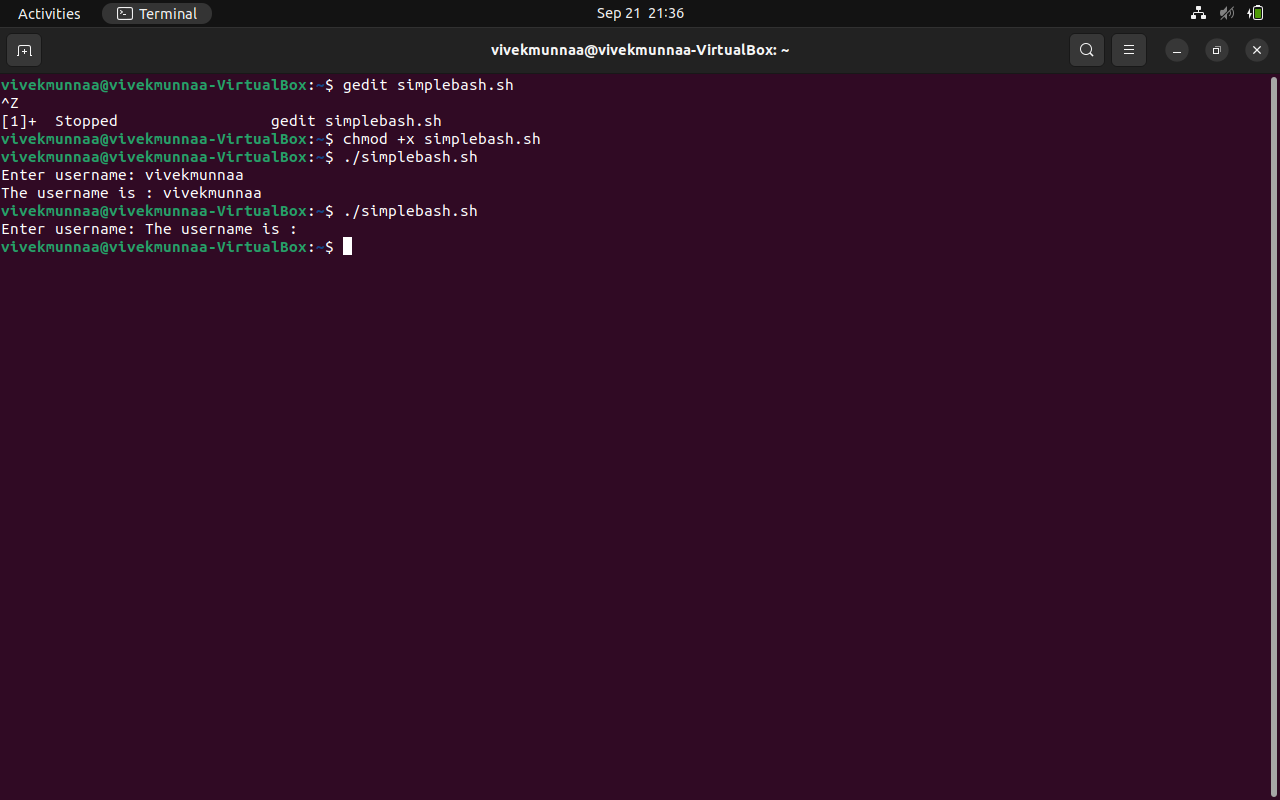 Activities
Terminal
Sep 21 21:36
vivekmunnaa@vivekmunnaa-VirtualBox: ~
vivekmunnaa@vivekmunnaa-VirtualBox:~$ gedit simplebash.sh
^Z
[1]+  Stopped                 gedit simplebash.sh
vivekmunnaa@vivekmunnaa-VirtualBox:~$ chmod +x simplebash.sh
vivekmunnaa@vivekmunnaa-VirtualBox:~$ ./simplebash.sh
Enter username: vivekmunnaa
The username is : vivekmunnaa
vivekmunnaa@vivekmunnaa-VirtualBox:~$ ./simplebash.sh
Enter username: The username is :
vivekmunnaa@vivekmunnaa-VirtualBox:~$